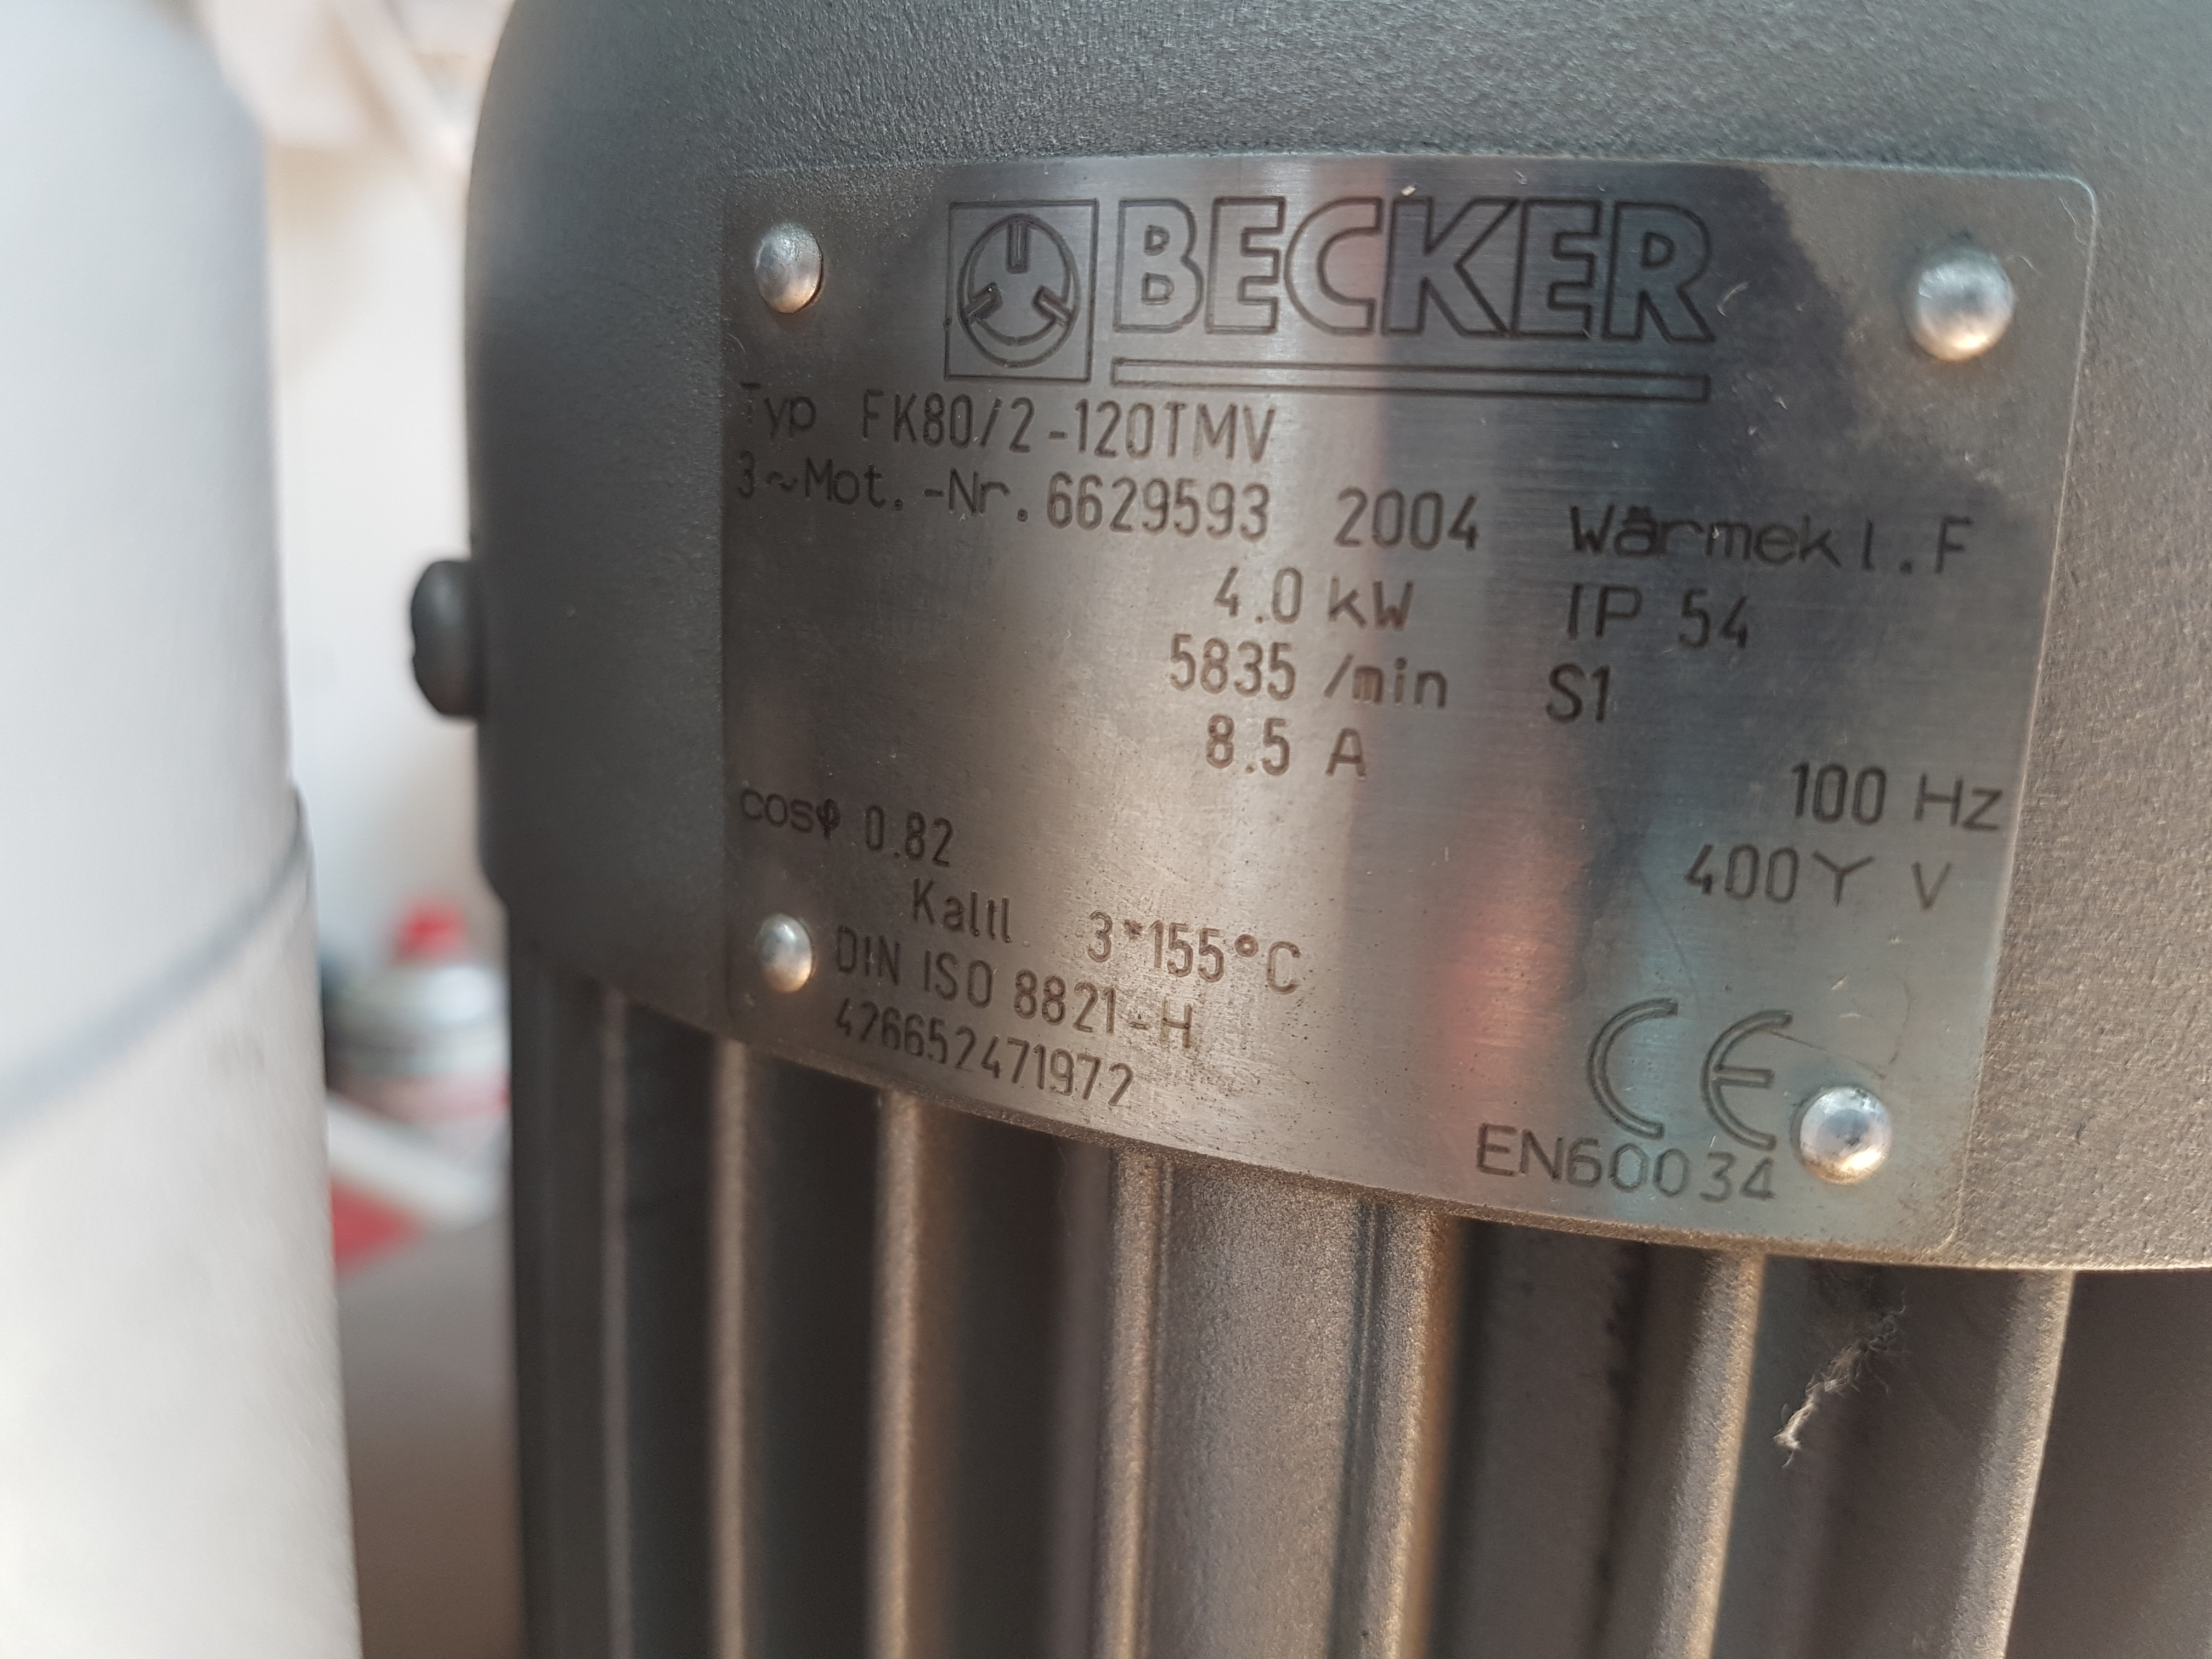 BECKER
Typ FK80/2-120TMV
3~Mot.-Nr. 6629593 2004 Wärmekl.F
4.0 kW IP 54
5835 /min S1
8.5 A
100 Hz
cosφ 0.82
400Y V
Kaltl 3*155°C
DIN ISO 8821-H
426652471972
CE
EN60034